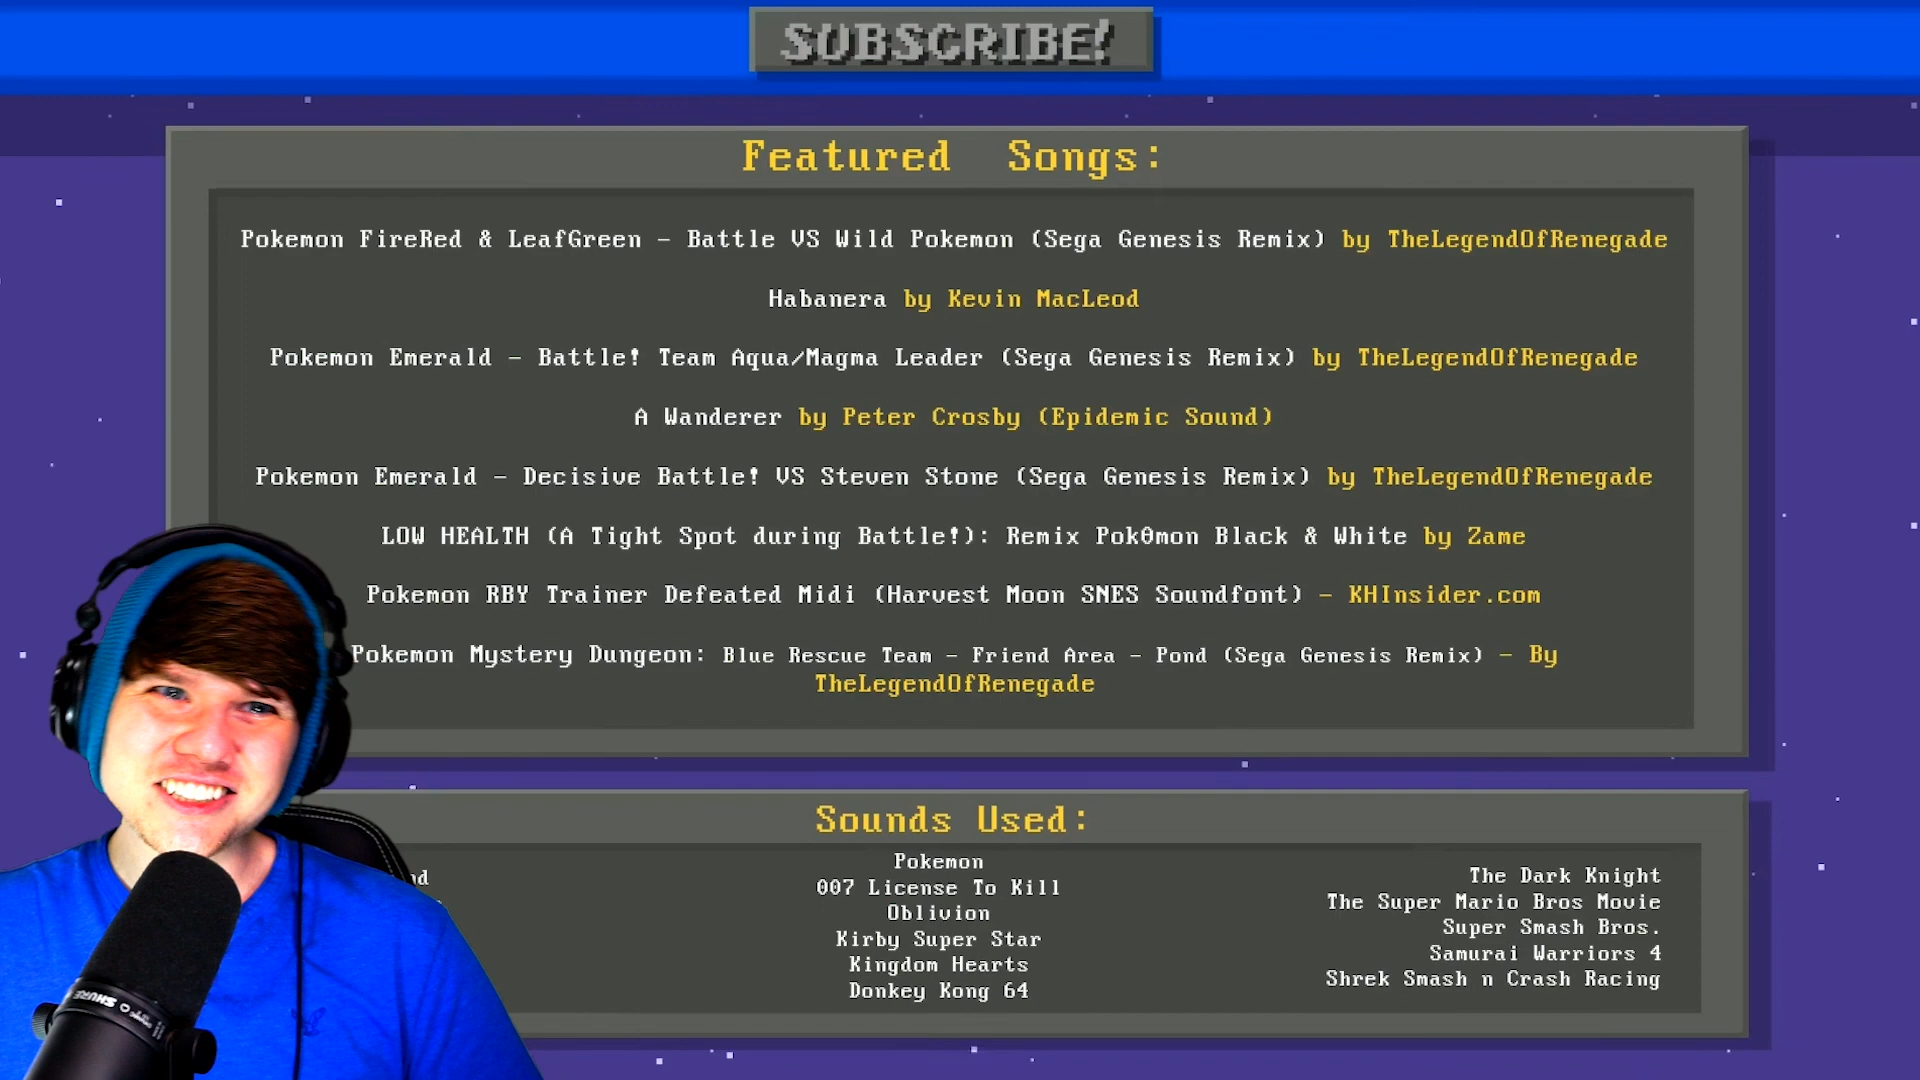 SUBSCRIBE!
Featured Songs:
Pokemon FireRed & LeafGreen - Battle VS Wild Pokemon (Sega Genesis Remix) by TheLegendOfRenegade
Habanera by Kevin MacLeod
Pokemon Emerald - Battle! Team Aqua/Magma Leader (Sega Genesis Remix) by TheLegendOfRenegade
A Wanderer by Peter Crosby (Epidemic Sound)
Pokemon Emerald - Decisive Battle! VS Steven Stone (Sega Genesis Remix) by TheLegendOfRenegade
LOW HEALTH (A Tight Spot during Battle!): Remix Pok0mon Black & White by Zame
Pokemon RBY Trainer Defeated Midi (Harvest Moon SNES Soundfont) - KHInsider.com
Pokemon Mystery Dungeon: Blue Rescue Team - Friend Area - Pond (Sega Genesis Remix) - By
TheLegendOfRenegade
Sounds Used:
Pokemon
007 License To Kill
Oblivion
Kirby Super Star
Kingdom Hearts
Donkey Kong 64
The Dark Knight
The Super Mario Bros Movie
Super Smash Bros.
Samurai Warriors 4
Shrek Smash n Crash Racing
SHURE